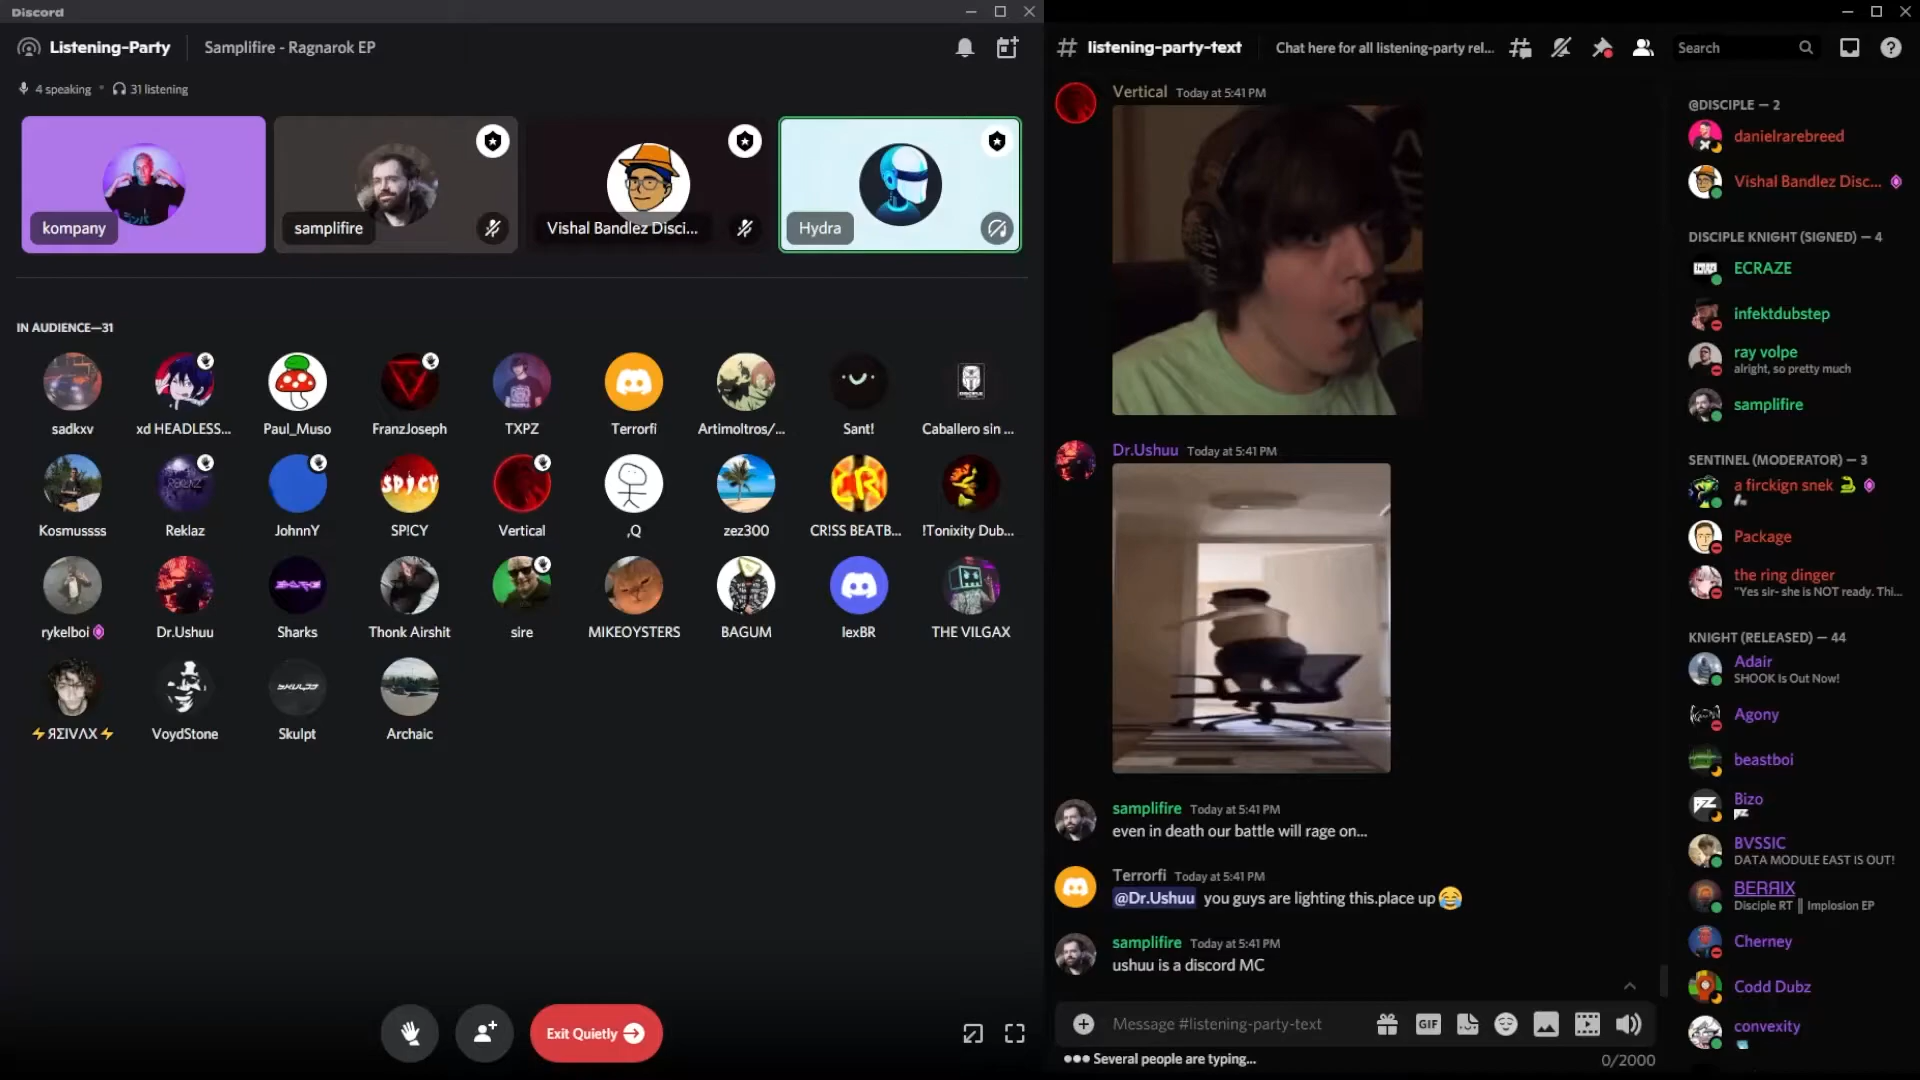 Discord
Listening-Party
Samplifire - Ragnarok EP
4 speaking • 31 listening
kompany
samplifire
Vishal Bandlez Disci...
Hydra
IN AUDIENCE—31
sadkxv
xd HEADLESS...
Paul_Muso
FranzJoseph
TXPZ
Terrorfi
Artimoltros/...
Sant!
Caballero sin ...
Kosmussss
Reklaz
JohnnY
SP!CY
Vertical
,Q
zez300
CR!SS BEATB...
!Tonixity Dub...
rykelboi
Dr.Ushuu
Sharks
Thonk Airshit
sire
MIKEOYSTERS
BAGUM
lexBR
THE VILGAX
⚡ЯΣIVΛX⚡
VoydStone
Skulpt
Archaic
Exit Quietly
listening-party-text
Chat here for all listening-party rel...
Search
Vertical Today at 5:41 PM
Dr.Ushuu Today at 5:41 PM
samplifire Today at 5:41 PM
even in death our battle will rage on...
Terrorfi Today at 5:41 PM
@Dr.Ushuu you guys are lighting this.place up😂
samplifire Today at 5:41 PM
ushuu is a discord MC
Message #listening-party-text
GIF
Several people are typing...
0/2000
@DISCIPLE — 2
danielrarebreed
Vishal Bandlez Disc...
DISCIPLE KNIGHT (SIGNED) — 4
ECRAZE
infektdubstep
ray volpe
alright, so pretty much
samplifire
SENTINEL (MODERATOR) — 3
a firckign snek 🐍
Package
the ring dinger
"Yes sir- she is NOT ready. Thi...
KNIGHT (RELEASED) — 44
Adair
SHOOK Is Out Now!
Agony
beastboi
Bizo
BVSSIC
DATA MODULE EAST IS OUT!
BEЯЯIX
Disciple RT ║ Implosion EP
Cherney
Codd Dubz
convexity